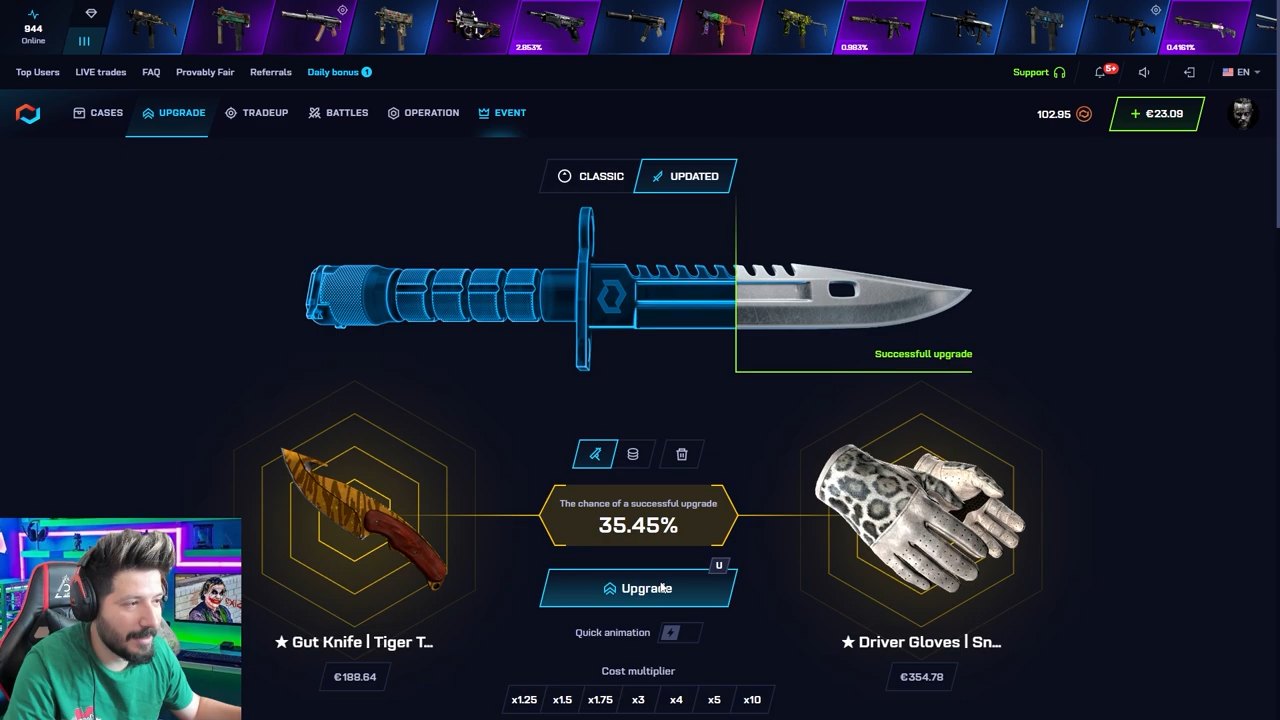 944
Online
2.853%
0.983%
0.4161%
Top Users
LIVE trades
FAQ
Provably Fair
Referrals
Daily bonus 1
Support
5+
EN
CASES
UPGRADE
TRADEUP
BATTLES
OPERATION
EVENT
102.95
+ €23.09
CLASSIC
UPDATED
Successfull upgrade
The chance of a successful upgrade
35.45%
U
Upgrade
Quick animation
★ Gut Knife | Tiger T...
★ Driver Gloves | Sn...
€188.64
€354.78
Cost multiplier
x1.25
x1.5
x1.75
x3
x4
x5
x10